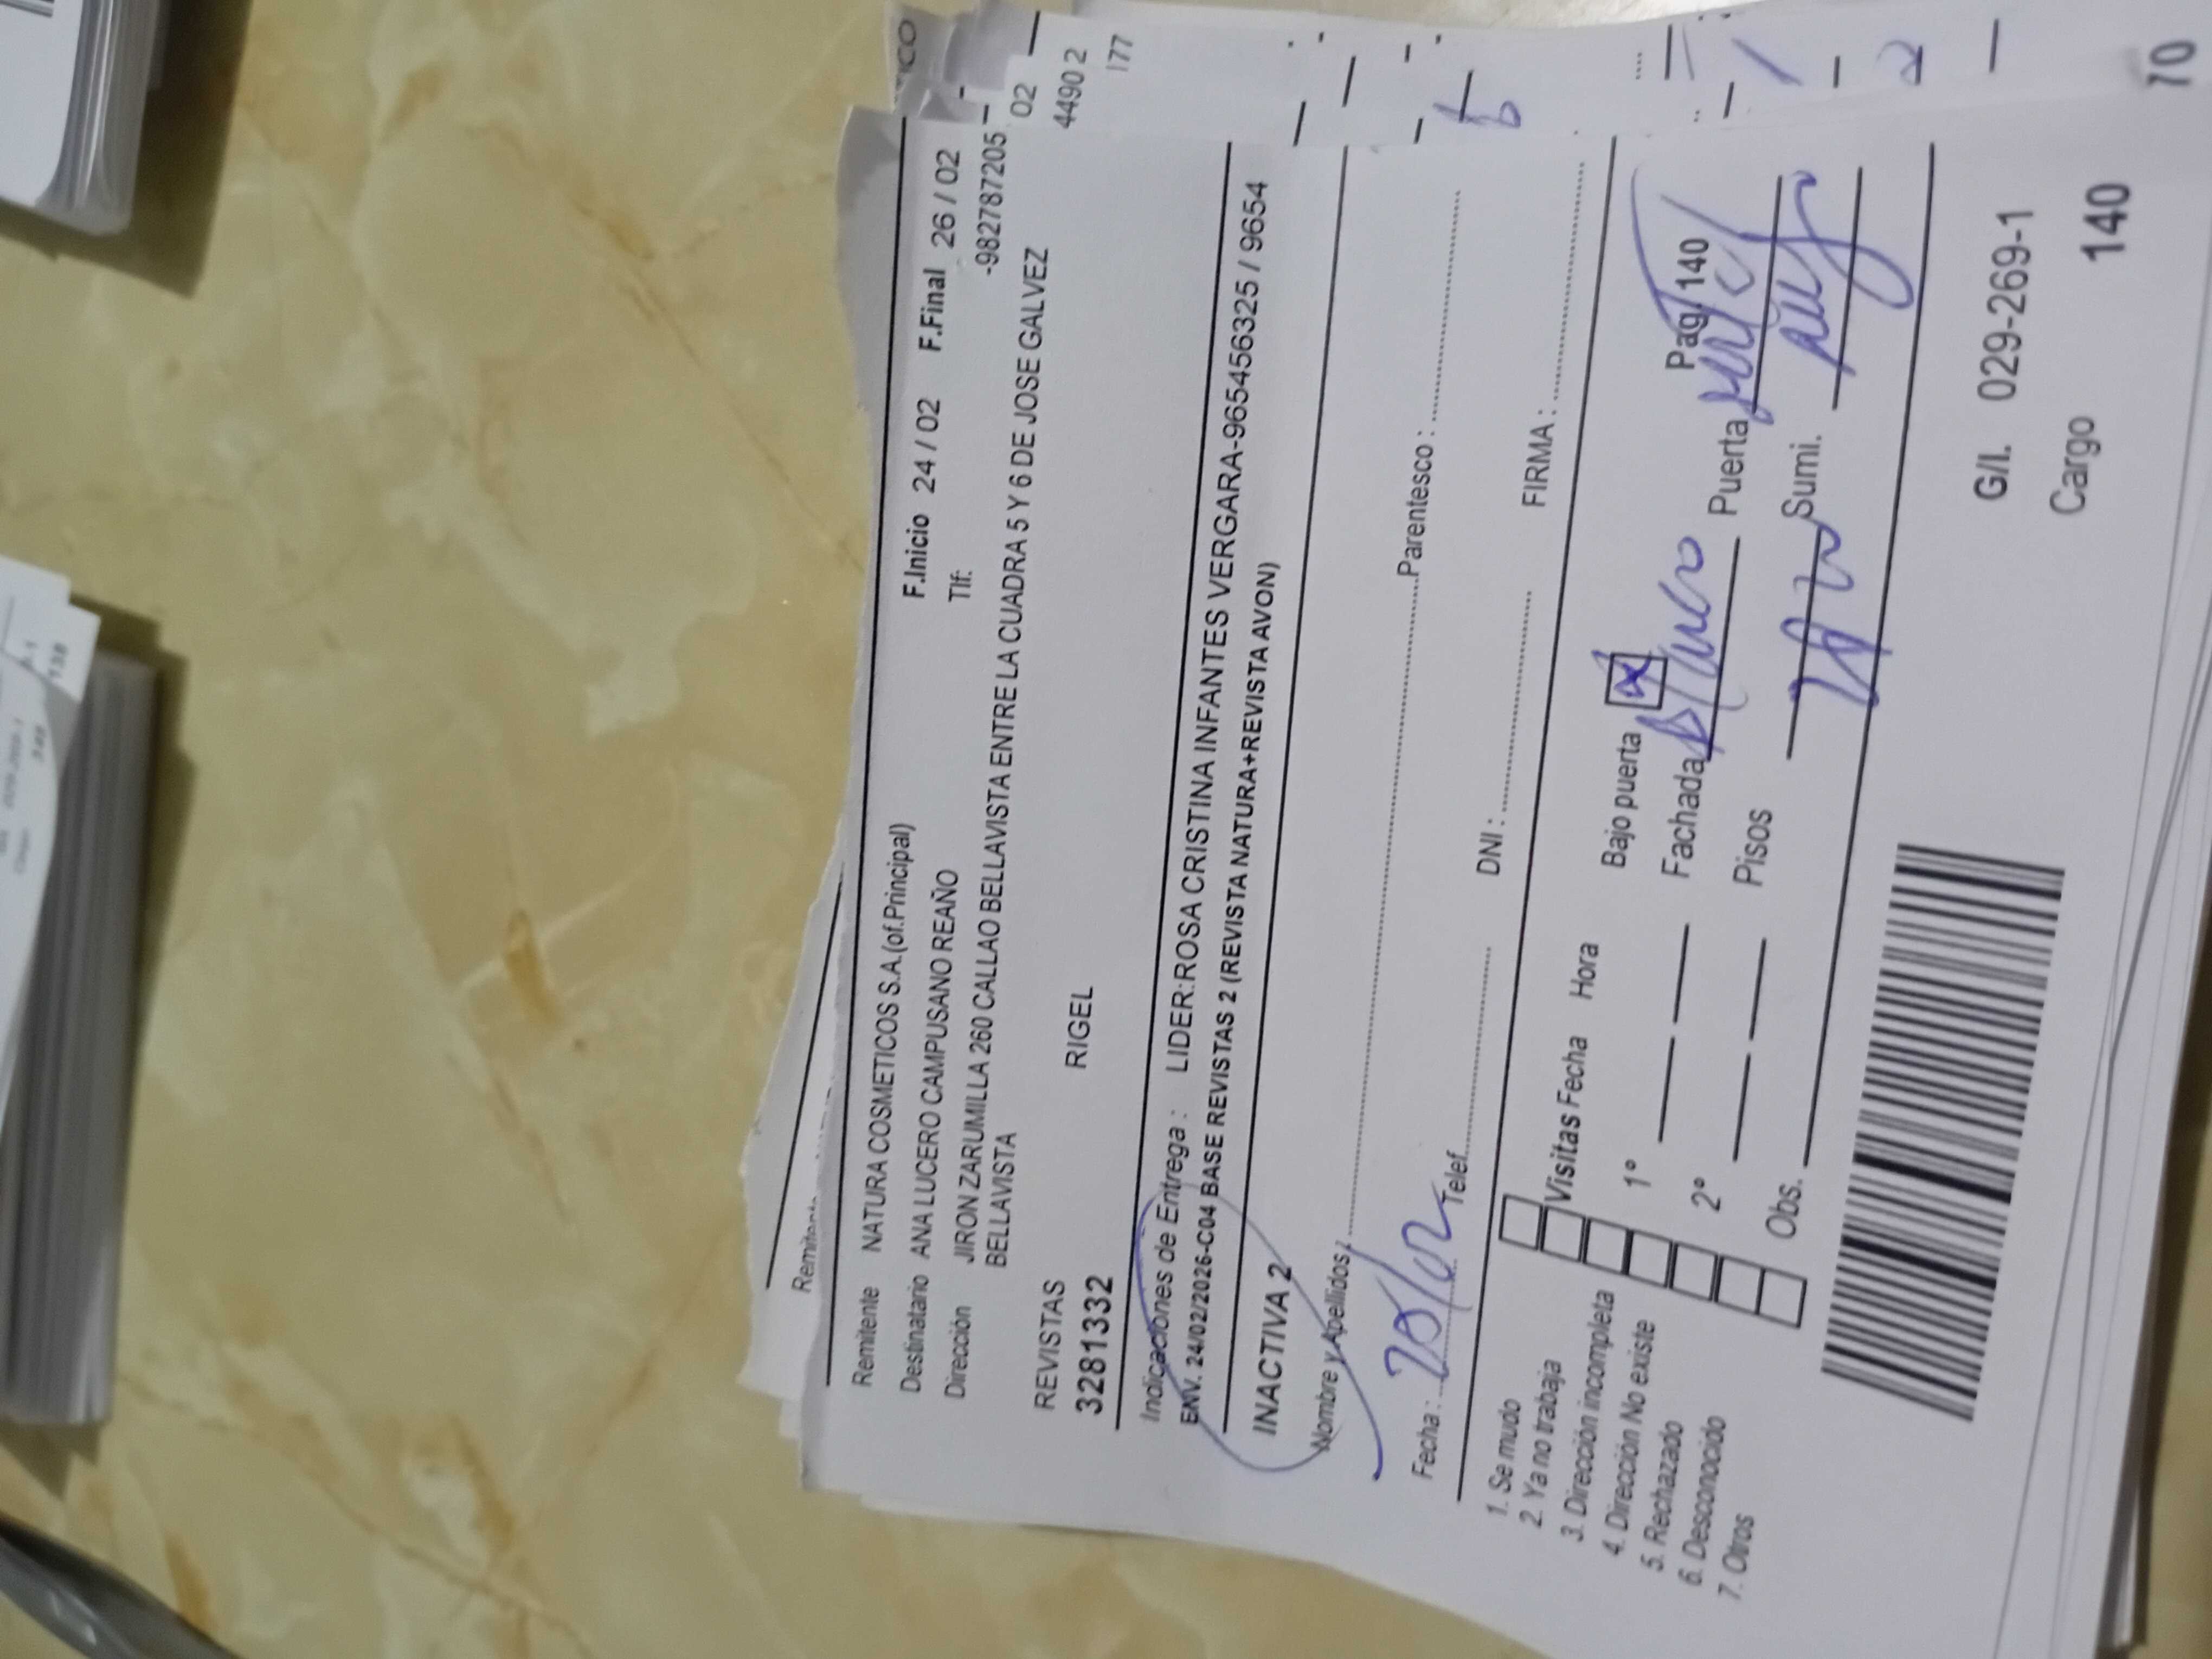 Remitente NATURA COSMETICOS S.A.(of.Principal) F.Inicio 24 / 02 F.Final 26 / 02
Destinatario ANA LUCERO CAMPUSANO REAÑO Tlf: -982787205
Dirección JIRON ZARUMILLA 260 CALLAO BELLAVISTA ENTRE LA CUADRA 5 Y 6 DE JOSE GALVEZ
BELLAVISTA
REVISTAS RIGEL
3281332
Indicaciones de Entrega : LIDER:ROSA CRISTINA INFANTES VERGARA-965456325 / 9654
ENV. 24/02/2026-C04 BASE REVISTAS 2 (REVISTA NATURA+REVISTA AVON)
INACTIVA 2
Nombre y Apellidos : Parentesco :
Fecha : Telef. DNI : FIRMA :
1. Se mudo
2. Ya no trabaja
3. Dirección incompleta
4. Dirección No existe
5. Rechazado
6. Desconocido
7. Otros
Visitas Fecha Hora
1°
2°
Obs.
Bajo puerta
Pag. 140
Fachada Puerta
Pisos Sumi.
G/I. 029-269-1
Cargo 140
02
4490 2
177
70